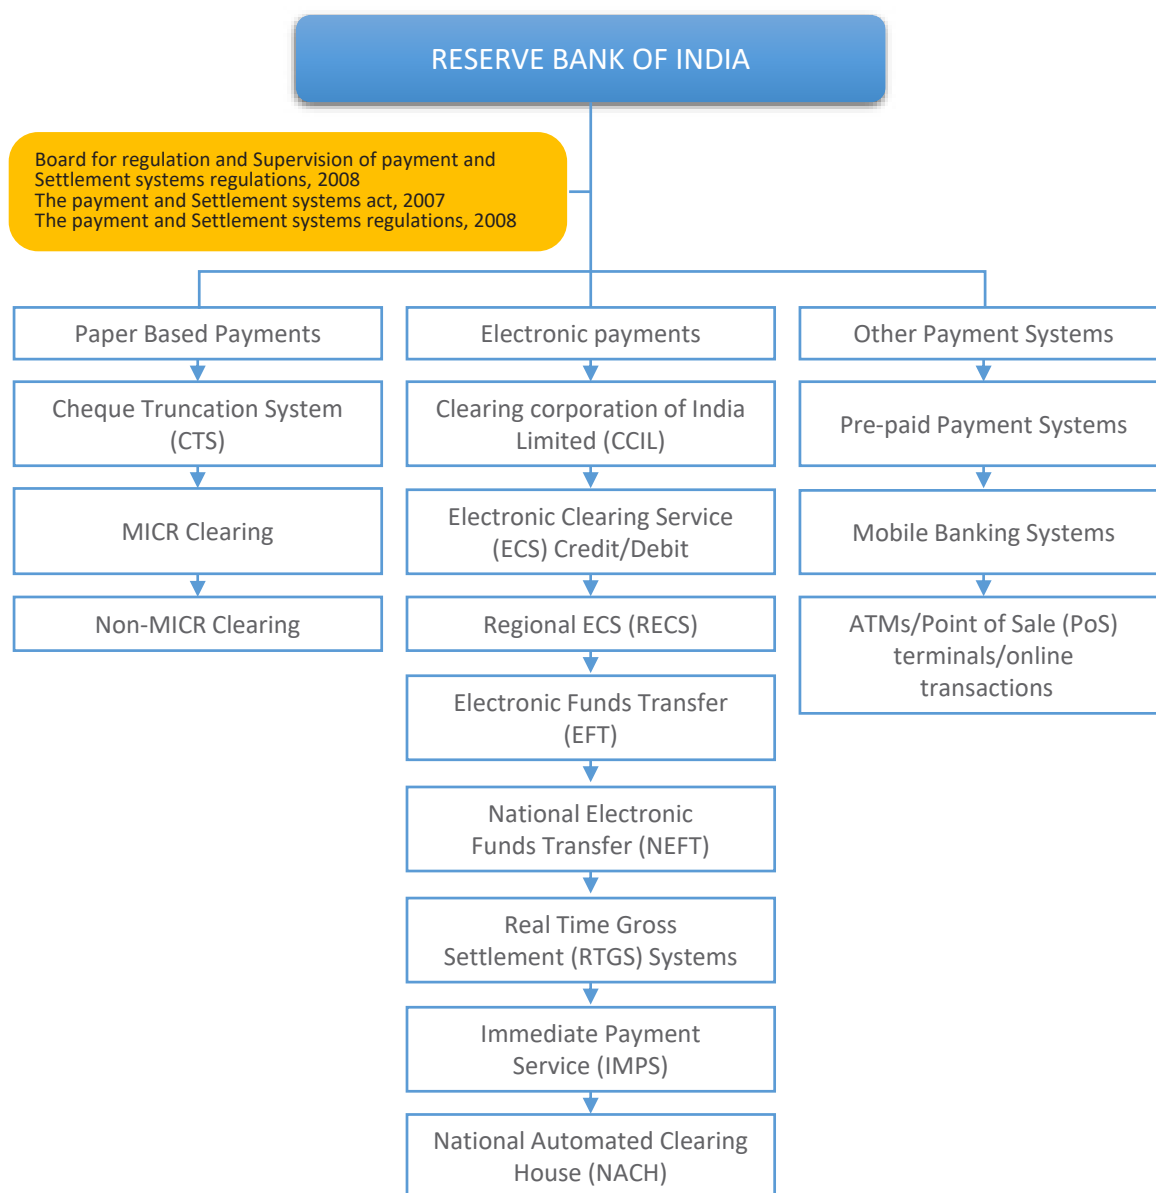 RESERVE BANK OF INDIA
Board for regulation and Supervision of payment and
Settlement systems regulations, 2008
The payment and Settlement systems act, 2007
The payment and Settlement systems regulations, 2008
Paper Based Payments
Cheque Truncation System
(CTS)
MICR Clearing
Non-MICR Clearing
Electronic payments
Clearing corporation of India
Limited (CCIL)
Electronic Clearing Service
(ECS) Credit/Debit
Regional ECS (RECS)
Electronic Funds Transfer
(EFT)
National Electronic
Funds Transfer (NEFT)
Real Time Gross
Settlement (RTGS) Systems
Immediate Payment
Service (IMPS)
National Automated Clearing
House (NACH)
Other Payment Systems
Pre-paid Payment Systems
Mobile Banking Systems
ATMs/Point of Sale (PoS)
terminals/online
transactions